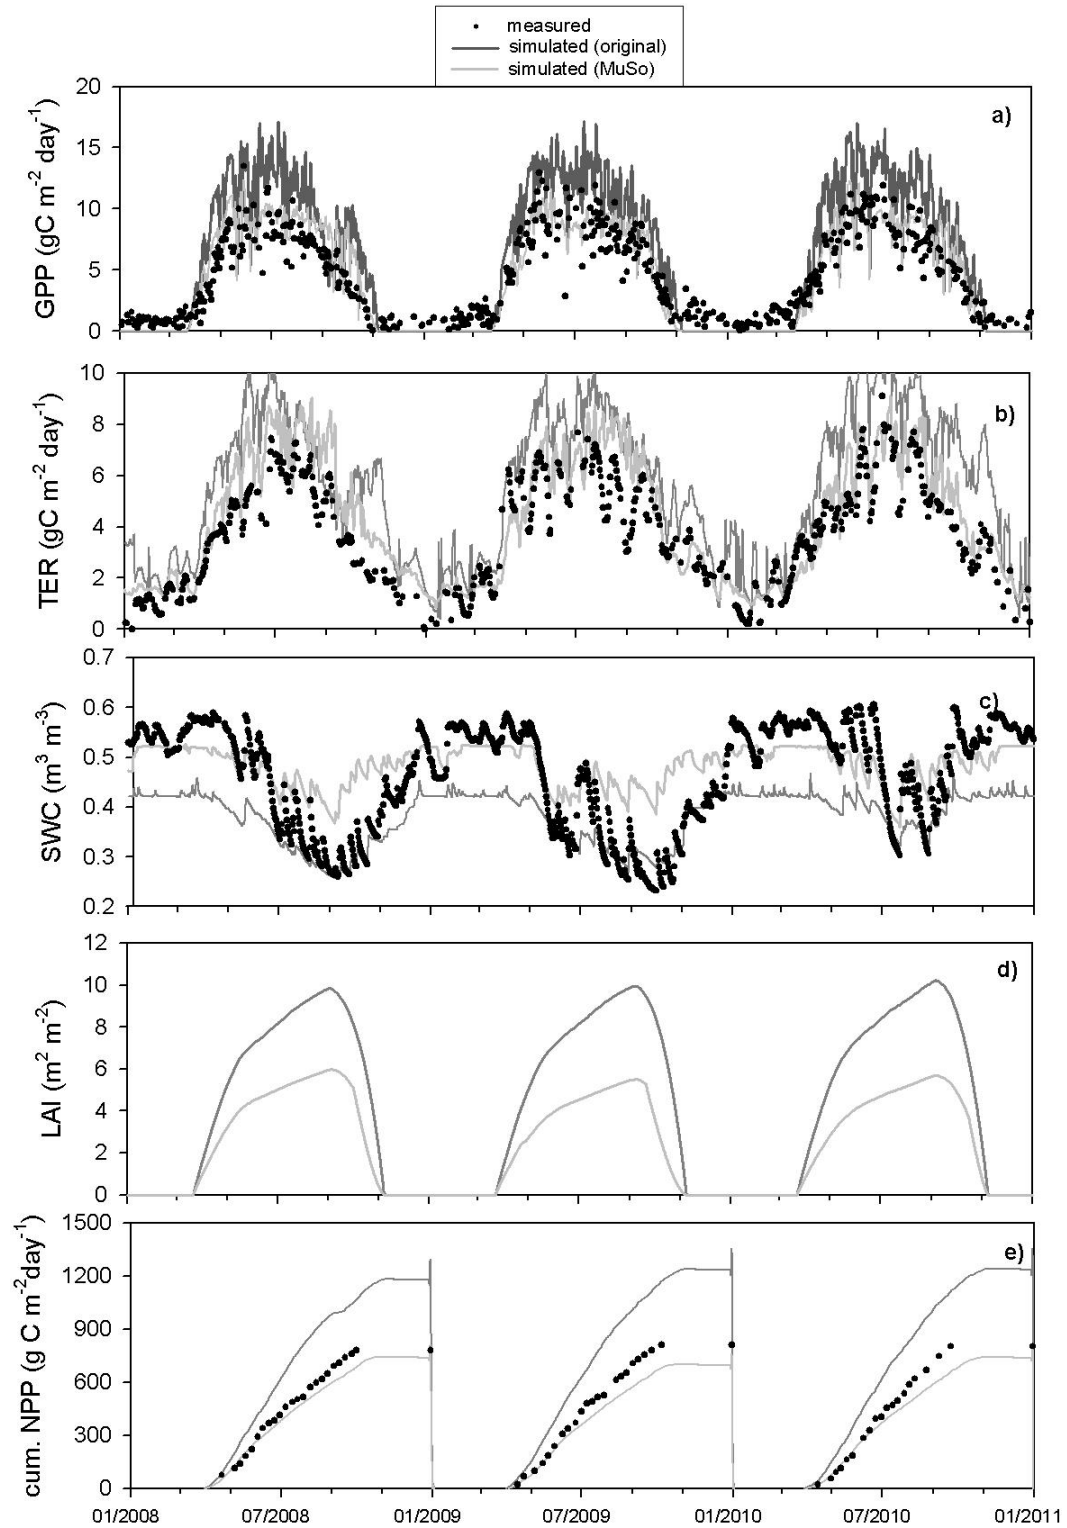 measured
simulated (original)
simulated (MuSo)
a)
GPP (gC m⁻² day⁻¹)
20
15
10
5
0
b)
TER (gC m⁻² day⁻¹)
10
8
6
4
2
0
c)
SWC (m³ m⁻³)
0.7
0.6
0.5
0.4
0.3
0.2
d)
LAI (m² m⁻²)
12
10
8
6
4
2
0
e)
cum. NPP (g C m⁻²day⁻¹)
1500
1200
900
600
300
0
01/2008 07/2008 01/2009 07/2009 01/2010 07/2010 01/2011